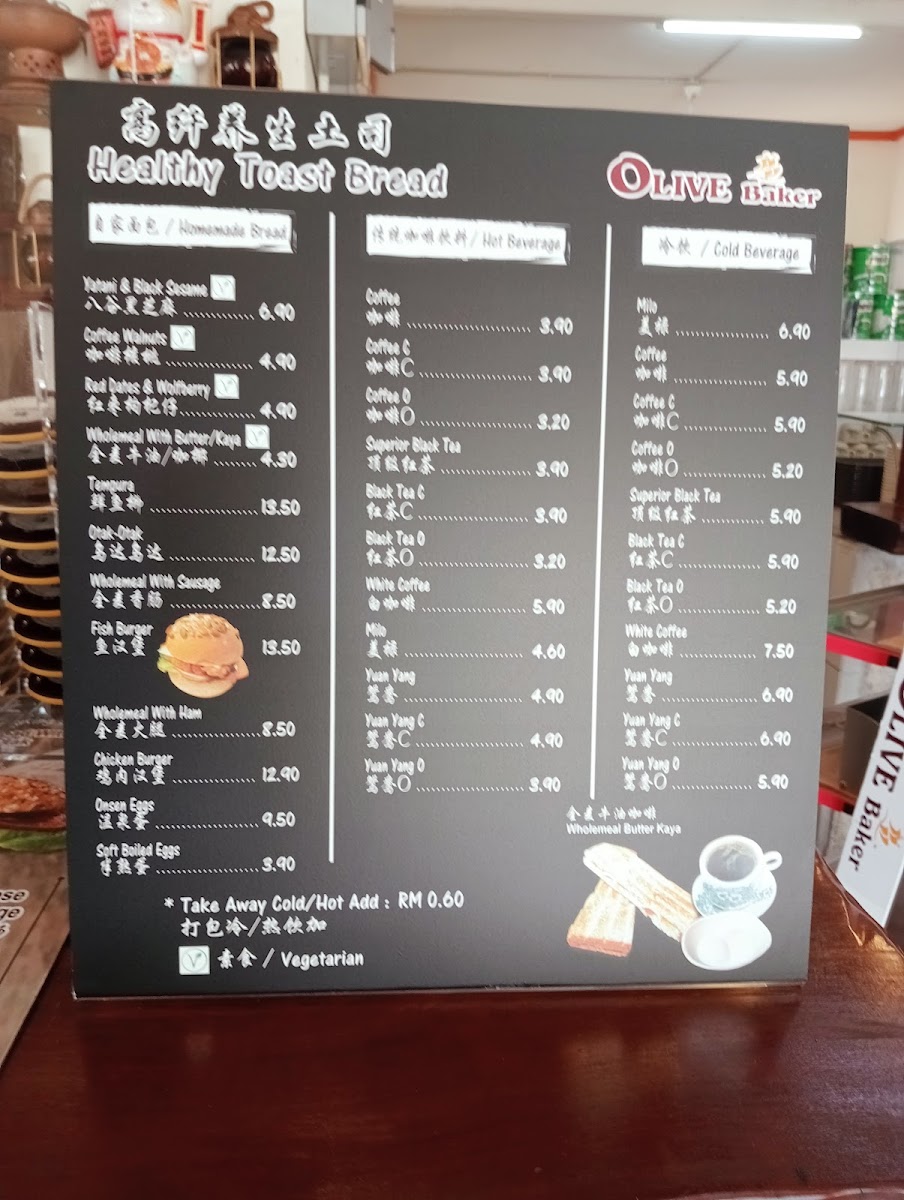 高纤养生土司
Healthy Toast Bread
OLIVE Baker
自家面包 / Homemade Bread
Yatani & Black Sesame
八谷黑芝麻 .............. 6.90
Coffee Walnuts
咖啡核桃 .............. 4.90
Red Dates & Wolfberry
红枣枸杞仔 .............. 4.90
Wholemeal With Butter/Kaya
全麦牛油/咖椰 ........ 4.30
Tempura
鲜鱼柳 .............. 13.50
Otak-Otak
乌达乌达 .............. 12.50
Wholemeal With Sausage
全麦香肠 .............. 8.50
Fish Burger
鱼汉堡 13.50
Wholemeal With Ham
全麦火腿 .............. 8.50
Chicken Burger
鸡肉汉堡 .............. 12.90
Onsen Eggs
温泉蛋 .............. 9.50
Soft Boiled Eggs
半熟蛋 .............. 3.90
传统咖啡饮料 / Hot Beverage
Coffee
咖啡 .............. 3.90
Coffee C
咖啡C .............. 3.90
Coffee O
咖啡O .............. 3.20
Superior Black Tea
顶级红茶 .............. 3.90
Black Tea C
红茶C .............. 3.90
Black Tea O
红茶O .............. 3.20
White Coffee
白咖啡 .............. 5.90
Milo
美禄 .............. 4.60
Yuan Yang
鸳鸯 .............. 4.90
Yuan Yang C
鸳鸯C .............. 4.90
Yuan Yang O
鸳鸯O .............. 3.90
冷饮 / Cold Beverage
Milo
美禄 .............. 6.90
Coffee
咖啡 .............. 5.90
Coffee C
咖啡C .............. 5.90
Coffee O
咖啡O .............. 5.20
Superior Black Tea
顶级红茶 .............. 5.90
Black Tea C
红茶C .............. 5.90
Black Tea O
红茶O .............. 5.20
White Coffee
白咖啡 .............. 7.50
Yuan Yang
鸳鸯 .............. 6.90
Yuan Yang C
鸳鸯C .............. 6.90
Yuan Yang O
鸳鸯O .............. 5.90
全麦牛油咖啡
Wholemeal Butter Kaya
* Take Away Cold/Hot Add : RM 0.60
打包冷/热饮加
V 素食 / Vegetarian
OLIVE Baker